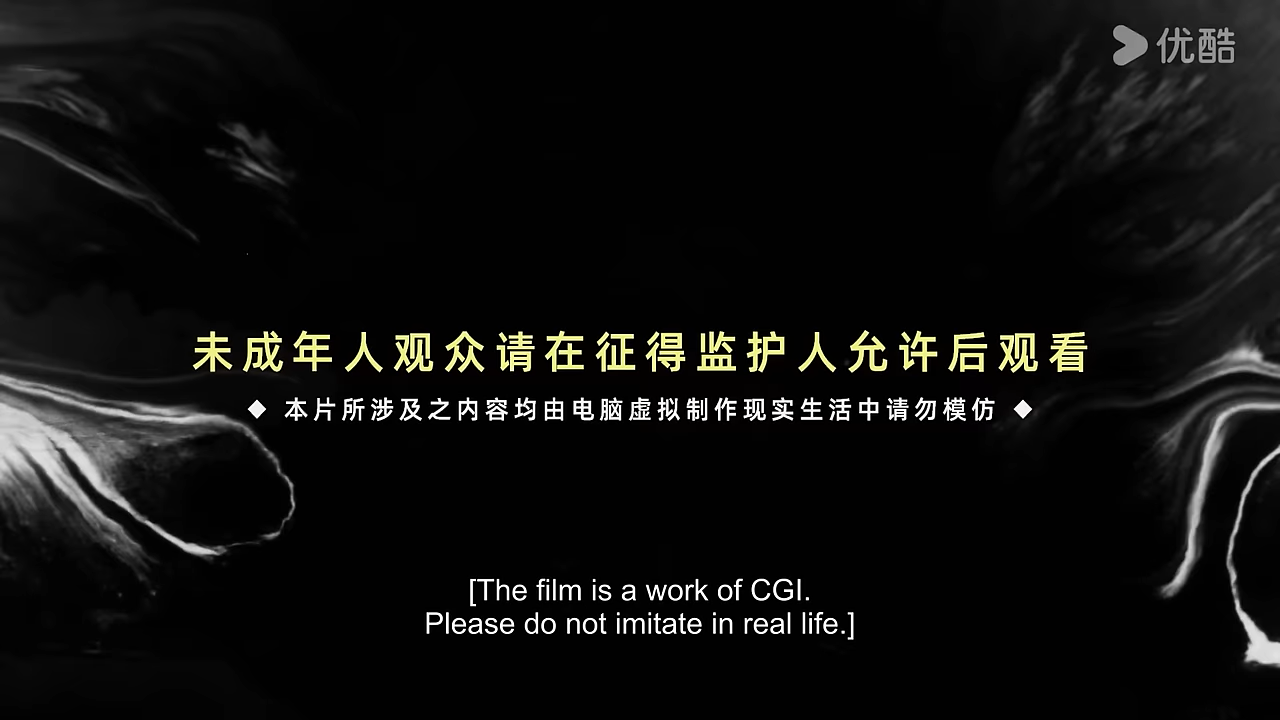 优酷
未成年人观众请在征得监护人允许后观看
◆ 本片所涉及之内容均由电脑虚拟制作现实生活中请勿模仿 ◆
[The film is a work of CGI.
Please do not imitate in real life.]